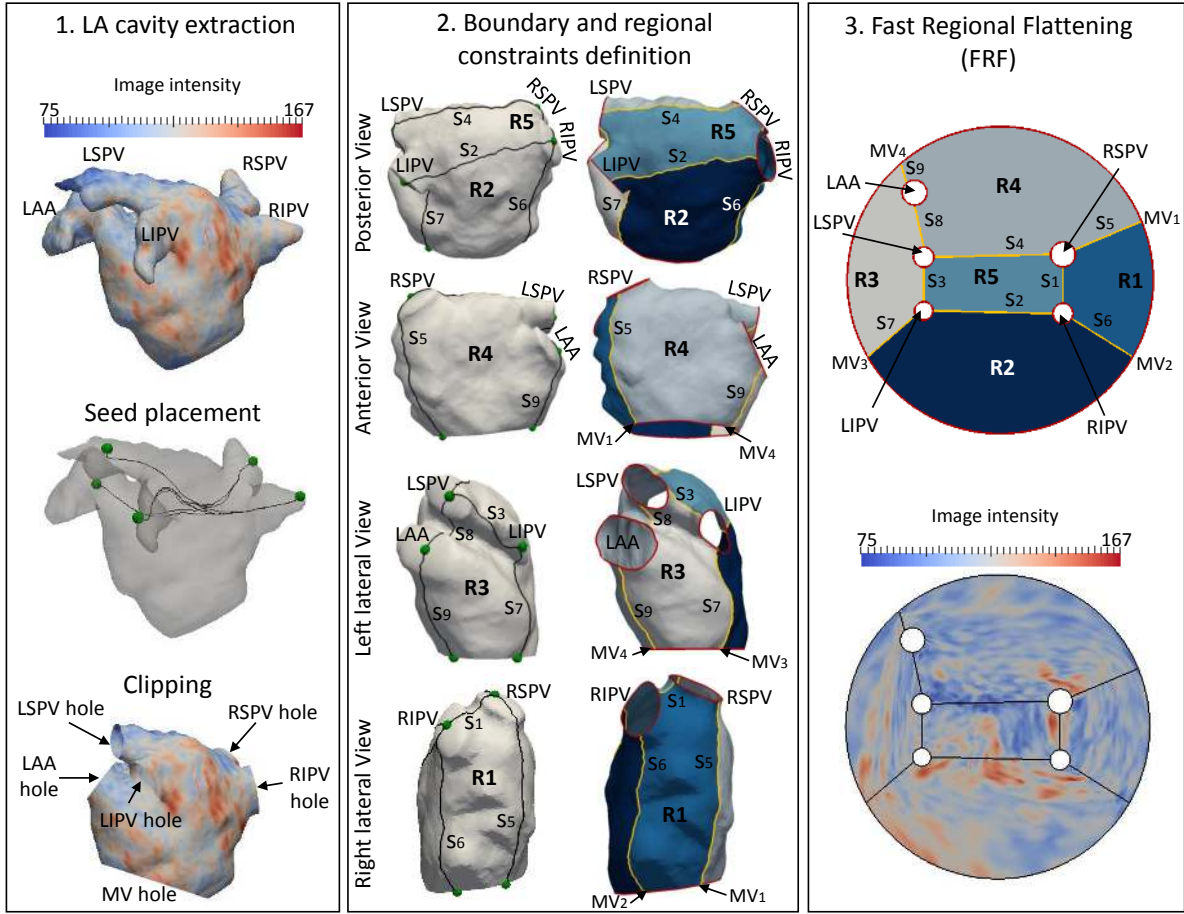 1. LA cavity extraction
Image intensity
75
167
LSPV
RSPV
LAA
RIPV
LIPV
Seed placement
Clipping
LSPV hole
RSPV hole
LAA
hole
RIPV
hole
LIPV hole
MV hole
2. Boundary and regional
constraints definition
Posterior View
LSPV
RSPV
S4
R5
RIPV
S2
LIPV
R2
S7
S6
LSPV
RSPV
S4
R5
RIPV
S2
LIPV
S7
R2
S6
Anterior View
RSPV
LSPV
S5
LAA
R4
S9
RSPV
LSPV
S5
LAA
R4
S9
MV1
MV4
Left lateral View
LSPV
S3
LIPV
LAA
S8
R3
S9
S7
LSPV
S3
LIPV
S8
LAA
R3
S9
S7
MV4
MV3
Right lateral View
RSPV
RIPV
S1
R1
S5
S6
RIPV
RSPV
S1
S6
S5
R1
MV2
MV1
3. Fast Regional Flattening
(FRF)
MV4
S9
RSPV
LAA
R4
LSPV
S8
S5
MV1
S4
R3
S3
R5
S1
R1
S2
S7
S6
MV3
R2
MV2
LIPV
RIPV
Image intensity
75
167